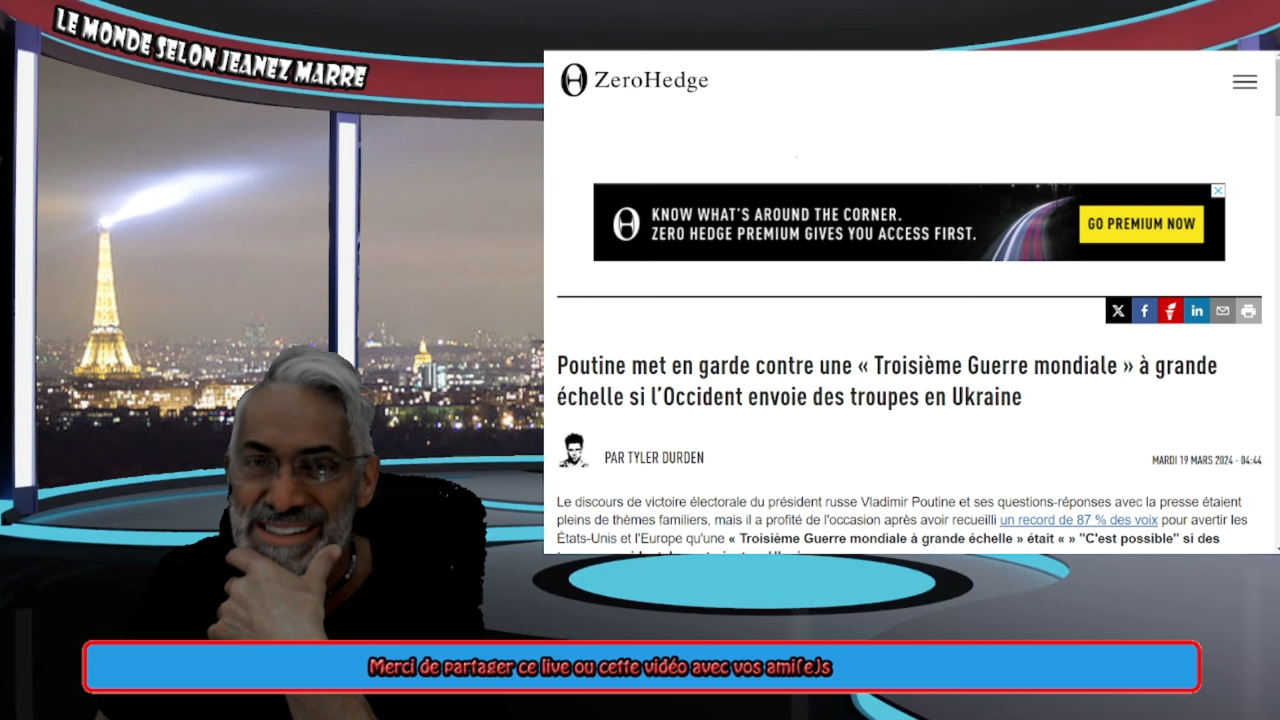 LE MONDE SELON JEANEZ MARRE
ZeroHedge
KNOW WHAT'S AROUND THE CORNER.
ZERO HEDGE PREMIUM GIVES YOU ACCESS FIRST.
GO PREMIUM NOW
Poutine met en garde contre une « Troisième Guerre mondiale » à grande
échelle si l'Occident envoie des troupes en Ukraine
PAR TYLER DURDEN
MARDI 19 MARS 2024 - 04:44
Le discours de victoire électorale du président russe Vladimir Poutine et ses questions-réponses avec la presse étaient
pleins de thèmes familiers, mais il a profité de l'occasion après avoir recueilli un record de 87 % des voix pour avertir les
États-Unis et l'Europe qu'une « Troisième Guerre mondiale à grande échelle » était « » "C'est possible" si des
Merci de partager ce live ou cette vidéo avec vos ami(e)s